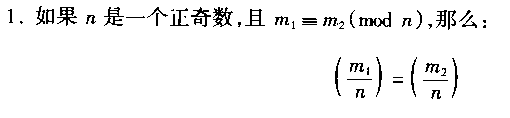 1. 如果 n 是一个正奇数,且 m₁ ≡ m₂(mod n),那么:
(m₁/n) = (m₂/n)